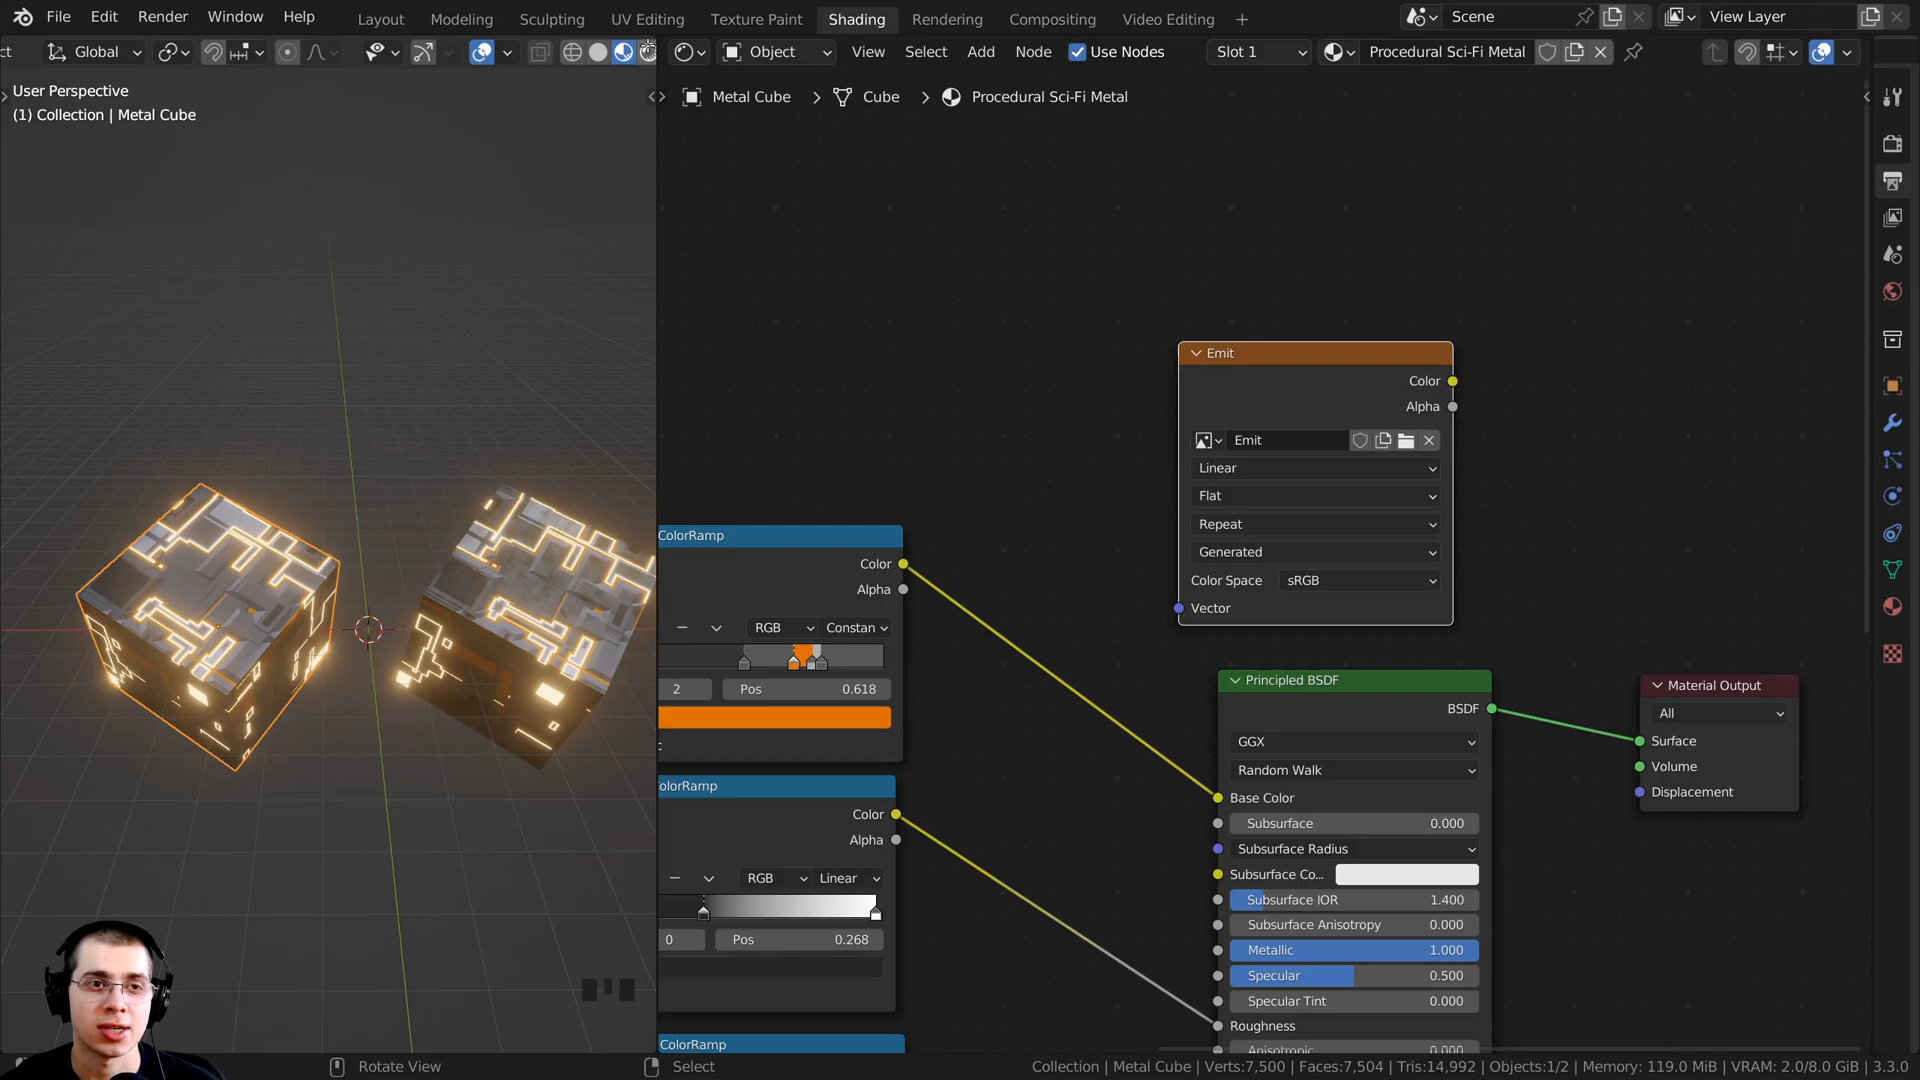 File Edit Render Window Help Layout Modeling Sculpting UV Editing Texture Paint Shading Rendering Compositing Video Editing + Scene View Layer
ct Global Object View Select Add Node Use Nodes Slot 1 Procedural Sci-Fi Metal
User Perspective
(1) Collection | Metal Cube
Metal Cube > Cube > Procedural Sci-Fi Metal
Emit
Color
Alpha
Emit
Linear
Flat
Repeat
Generated
Color Space sRGB
Vector
ColorRamp
Color
Alpha
RGB Constan
2 Pos 0.618
c
olorRamp
Color
Alpha
RGB Linear
0 Pos 0.268
ColorRamp
Principled BSDF
BSDF
GGX
Random Walk
Base Color
Subsurface 0.000
Subsurface Radius
Subsurface Co...
Subsurface IOR 1.400
Subsurface Anisotropy 0.000
Metallic 1.000
Specular 0.500
Specular Tint 0.000
Roughness
Anisotropic 0.000
Material Output
All
Surface
Volume
Displacement
Rotate View Select Collection | Metal Cube | Verts:7,500 | Faces:7,504 | Tris:14,992 | Objects:1/2 | Memory: 119.0 MiB | VRAM: 2.0/8.0 GiB | 3.3.0